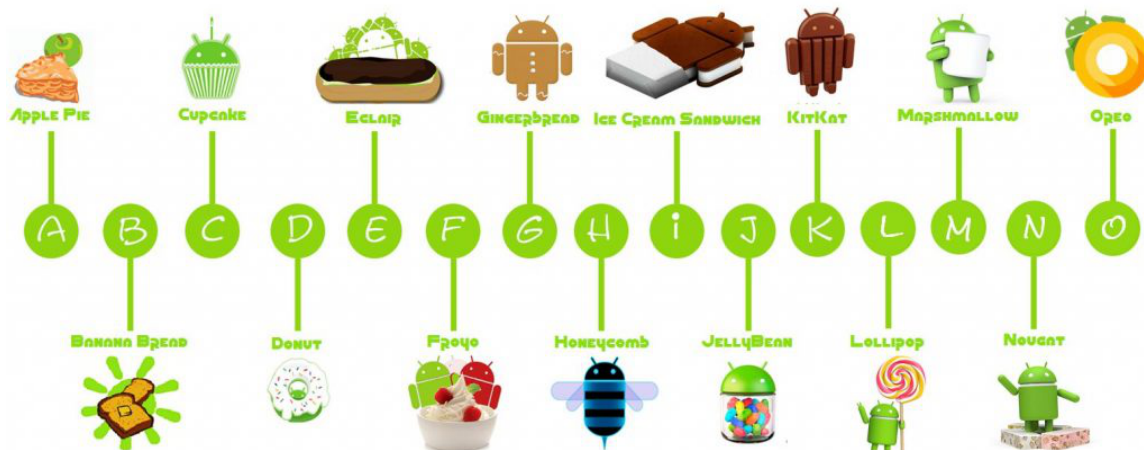 Apple Pie
Cupcake
Eclair
Gingerbread
Ice Cream Sandwich
KitKat
Marshmallow
Oreo
A
B
C
D
E
F
G
H
i
J
K
L
M
N
O
Banana Bread
Donut
Froyo
Honeycomb
JellyBean
Lollipop
Nougat